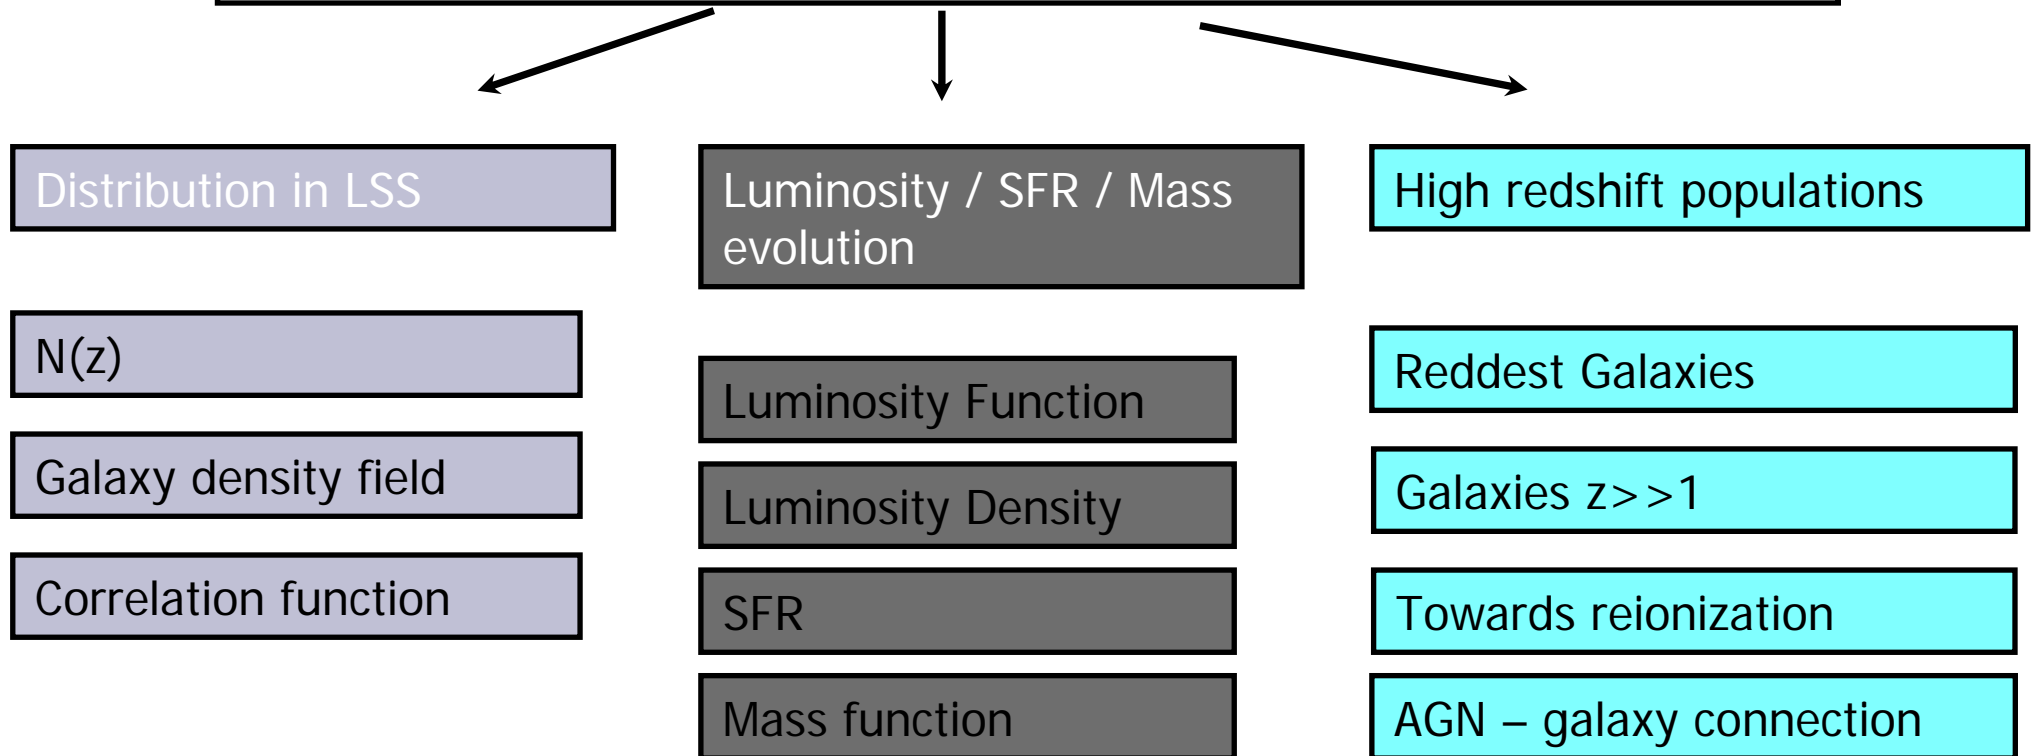 Distribution in LSS
N(z)
Galaxy density field
Correlation function
Luminosity / SFR / Mass
evolution
Luminosity Function
Luminosity Density
SFR
Mass function
High redshift populations
Reddest Galaxies
Galaxies z>>1
Towards reionization
AGN – galaxy connection